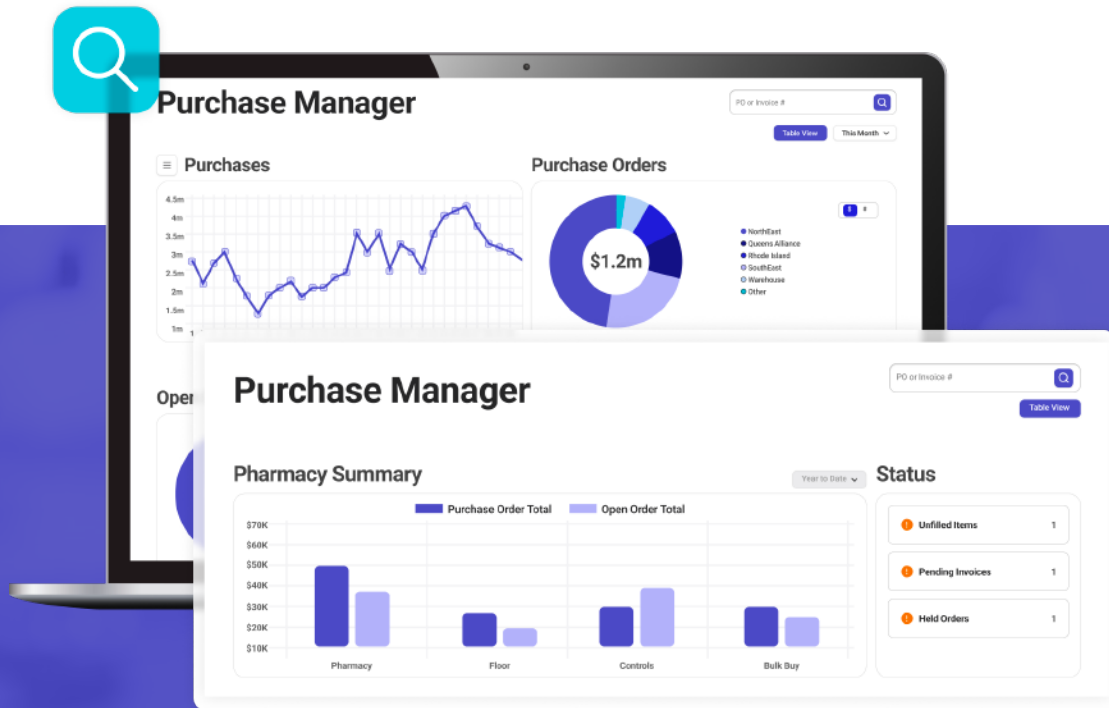 Purchase Manager
PO or Invoice #
Table View
This Month
Purchases
4.5m
4m
3.5m
3m
2.5m
2m
1.5m
1m
1
Purchase Orders
$1.2m
#
NorthEast
Queens Alliance
Rhode Island
SouthEast
Warehouse
Other
Oper
Purchase Manager
PO or Invoice #
Table View
Pharmacy Summary
Year to Date
Purchase Order Total
Open Order Total
$70K
$60K
$50K
$40K
$30K
$20K
$10K
Pharmacy
Floor
Controls
Bulk Buy
Status
Unfilled Items 1
Pending Invoices 1
Held Orders 1